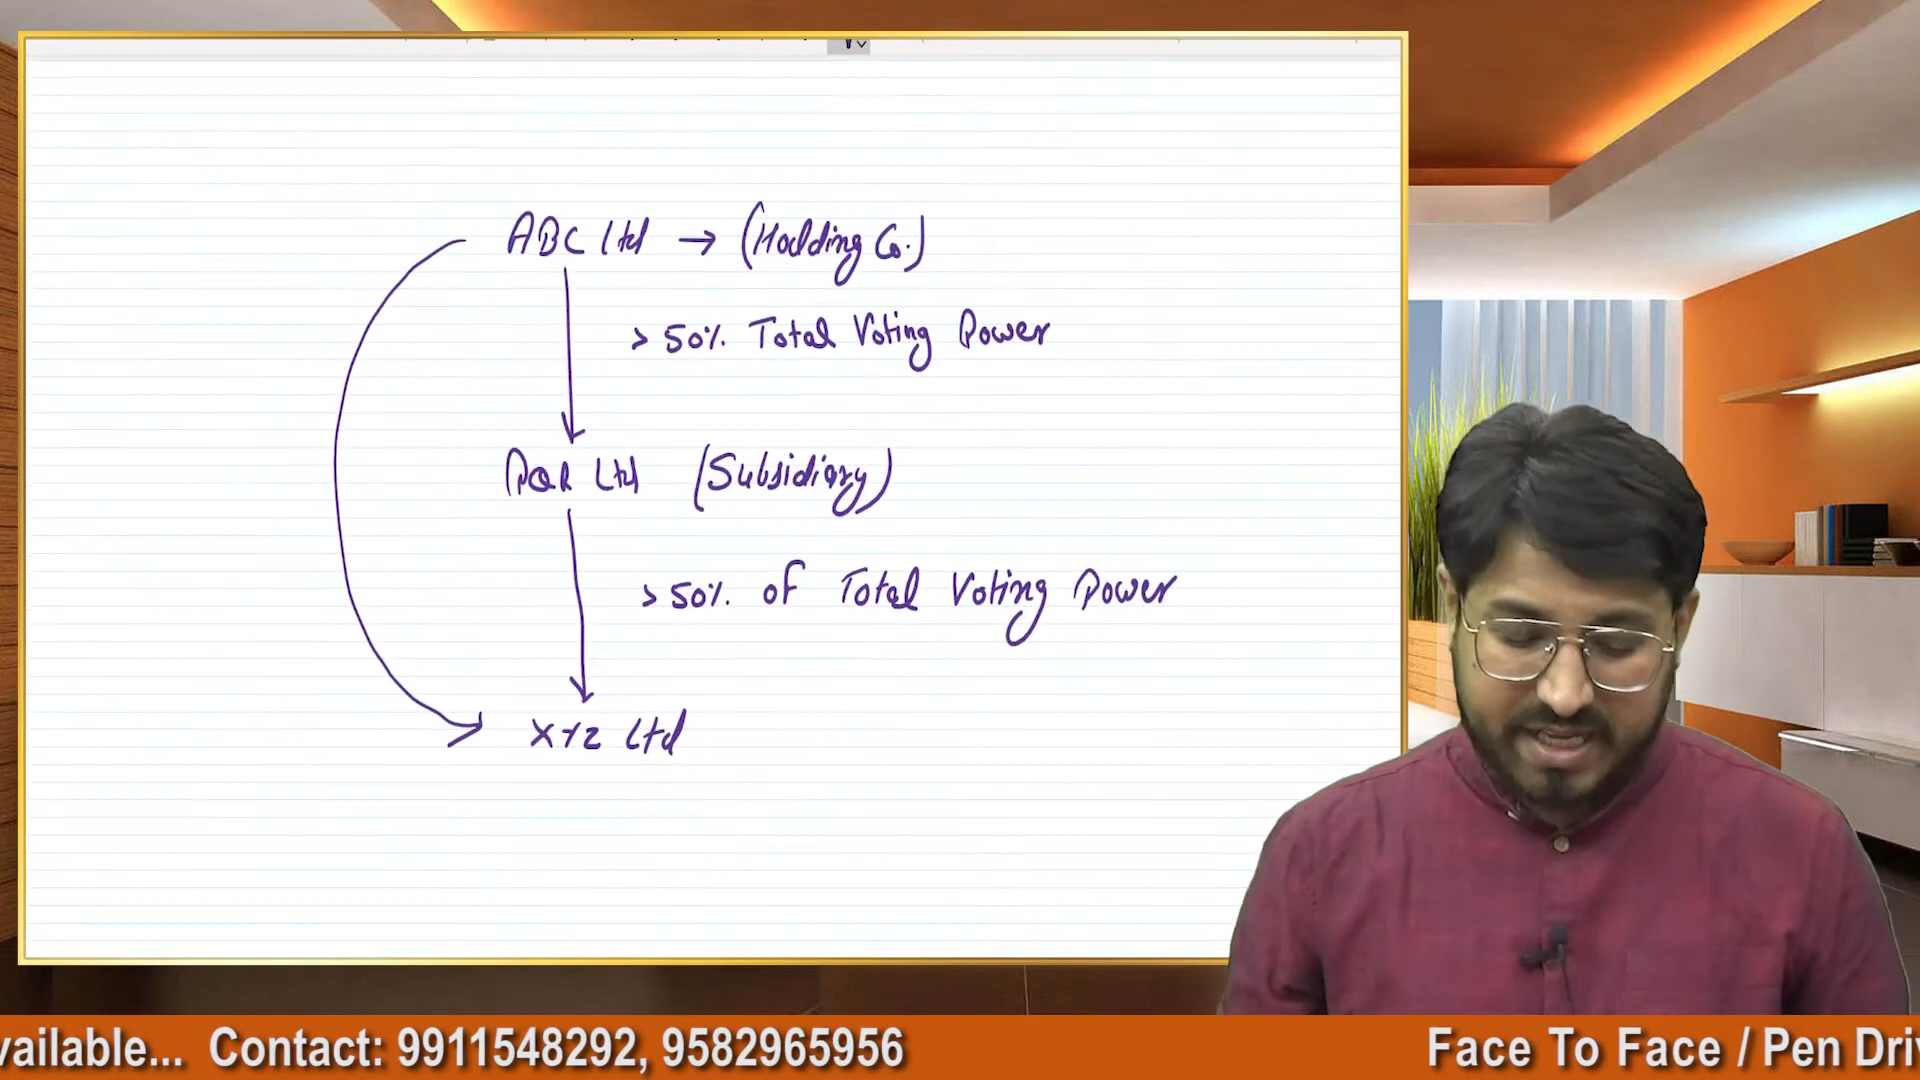 ABC Ltd → (Holding Co.)
> 50% Total Voting Power
PQR Ltd (Subsidiary)
> 50% of Total Voting Power
XYZ Ltd
vailable... Contact: 9911548292, 9582965956 Face To Face / Pen Driv